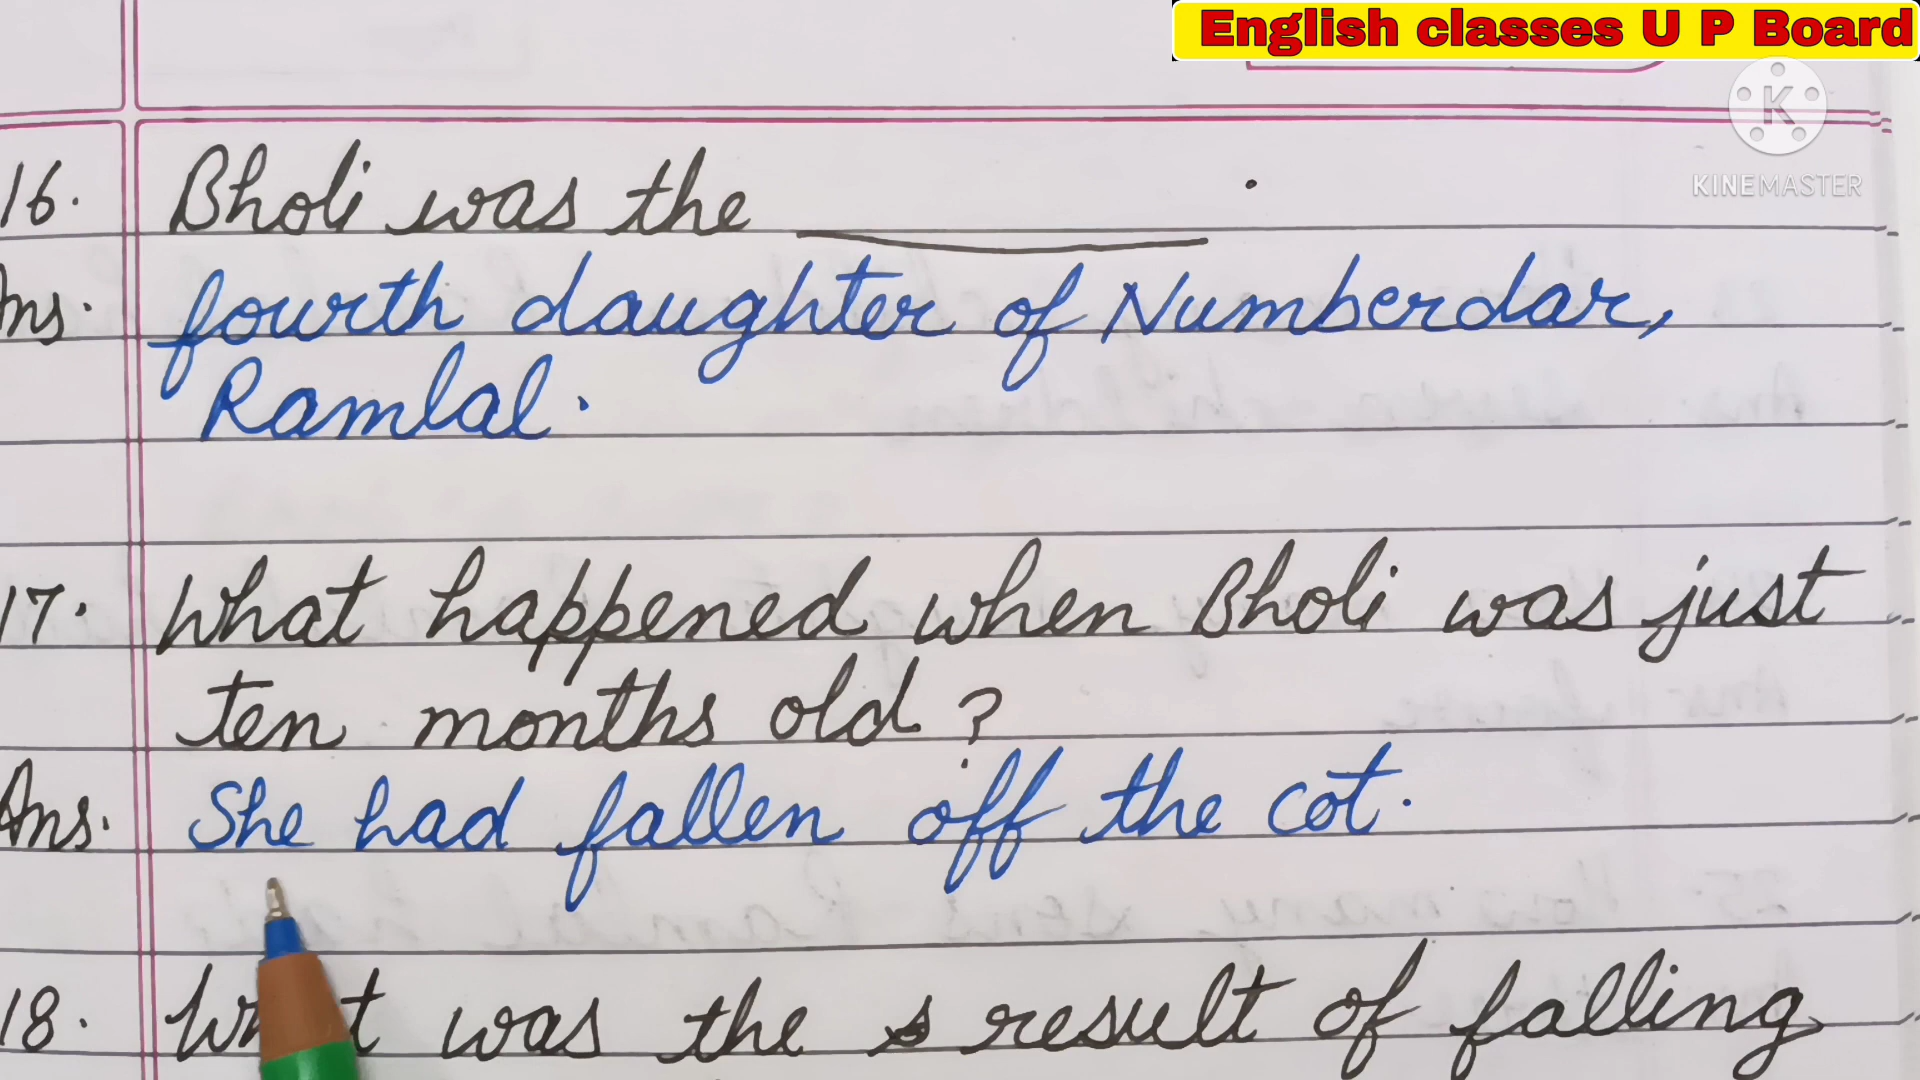 English classes U P Board
KINEMASTER
16. Bholi was the ________ .
Ans. fourth daughter of Numberdar,
Ramlal.
17. What happened when Bholi was just
ten months old?
Ans. She had fallen off the cot.
18. was the result of falling